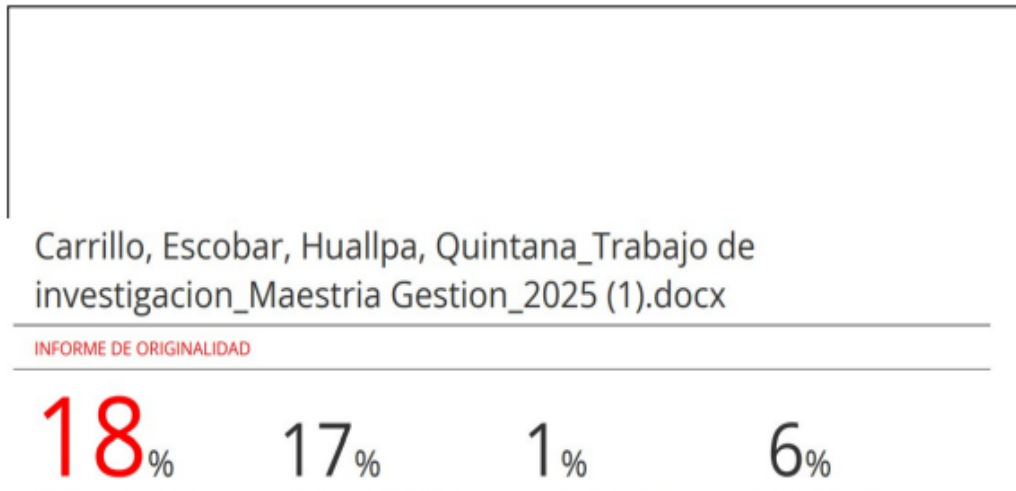 Carrillo, Escobar, Huallpa, Quintana_Trabajo de
investigacion_Maestria Gestion_2025 (1).docx
INFORME DE ORIGINALIDAD
18% 17% 1% 6%